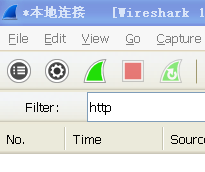 *本地连接 [Wireshark 1
File Edit View Go Capture
Filter: http
No. Time Source